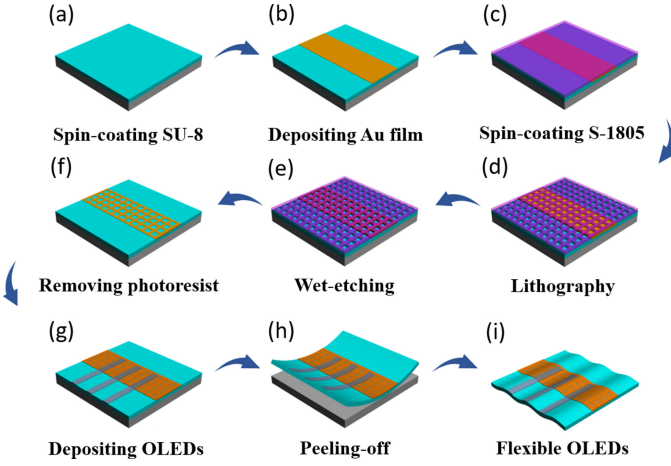 (a)
(b)
(c)
Spin-coating SU-8
Depositing Au film
Spin-coating S-1805
(f)
(e)
(d)
Removing photoresist
Wet-etching
Lithography
(g)
(h)
(i)
Depositing OLEDs
Peeling-off
Flexible OLEDs